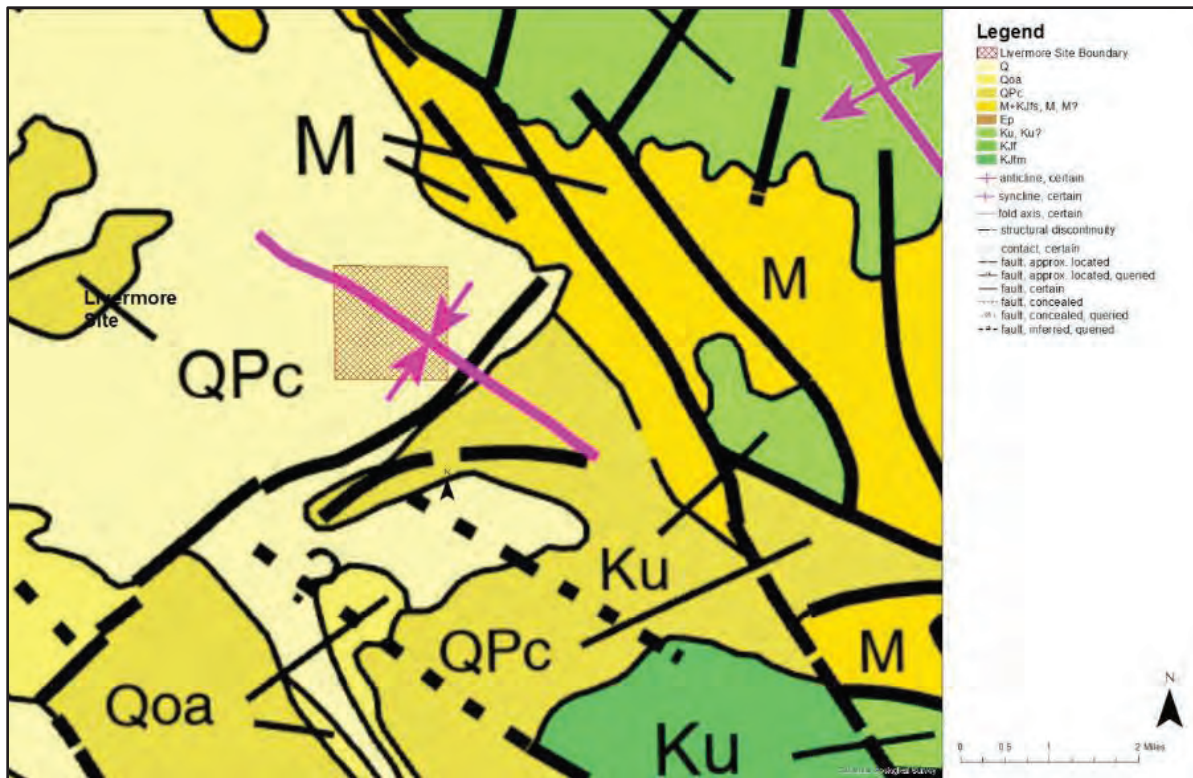 M
M
Livermore
Site
QPc
N
Ku
QPc
M
Qoa
Ku
Geological Survey
Legend
Livermore Site Boundary
Q
Qoa
QPc
M+KJfs, M, M?
Ep
Ku, Ku?
KJf
KJfm
anticline, certain
syncline, certain
fold axis, certain
structural discontinuity
contact, certain
fault, approx. located
fault, approx. located, queried
fault, certain
fault, concealed
fault, concealed, queried
fault, inferred, queried
N
0 0.5 1 2 Miles